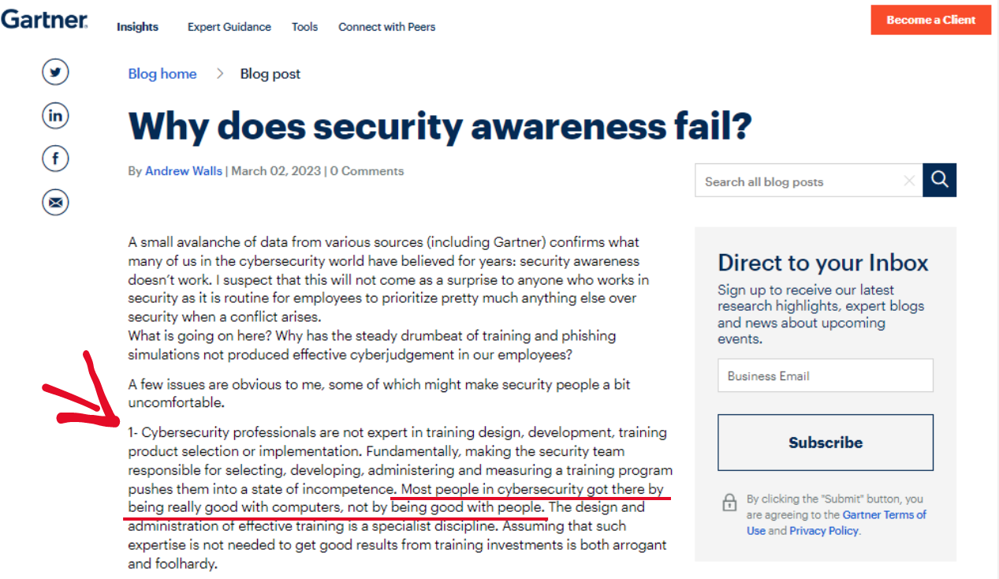 Gartner.
Insights Expert Guidance Tools Connect with Peers
Become a Client
Blog home > Blog post
Why does security awareness fail?
By Andrew Walls | March 02, 2023 | 0 Comments
Search all blog posts
A small avalanche of data from various sources (including Gartner) confirms what
many of us in the cybersecurity world have believed for years: security awareness
doesn’t work. I suspect that this will not come as a surprise to anyone who works in
security as it is routine for employees to prioritize pretty much anything else over
security when a conflict arises.
What is going on here? Why has the steady drumbeat of training and phishing
simulations not produced effective cyberjudgement in our employees?
A few issues are obvious to me, some of which might make security people a bit
uncomfortable.
1- Cybersecurity professionals are not expert in training design, development, training
product selection or implementation. Fundamentally, making the security team
responsible for selecting, developing, administering and measuring a training program
pushes them into a state of incompetence. Most people in cybersecurity got there by
being really good with computers, not by being good with people. The design and
administration of effective training is a specialist discipline. Assuming that such
expertise is not needed to get good results from training investments is both arrogant
and foolhardy.
Direct to your Inbox
Sign up to receive our latest
research highlights, expert blogs
and news about upcoming
events.
Business Email
Subscribe
By clicking the "Submit" button, you
are agreeing to the Gartner Terms of
Use and Privacy Policy.